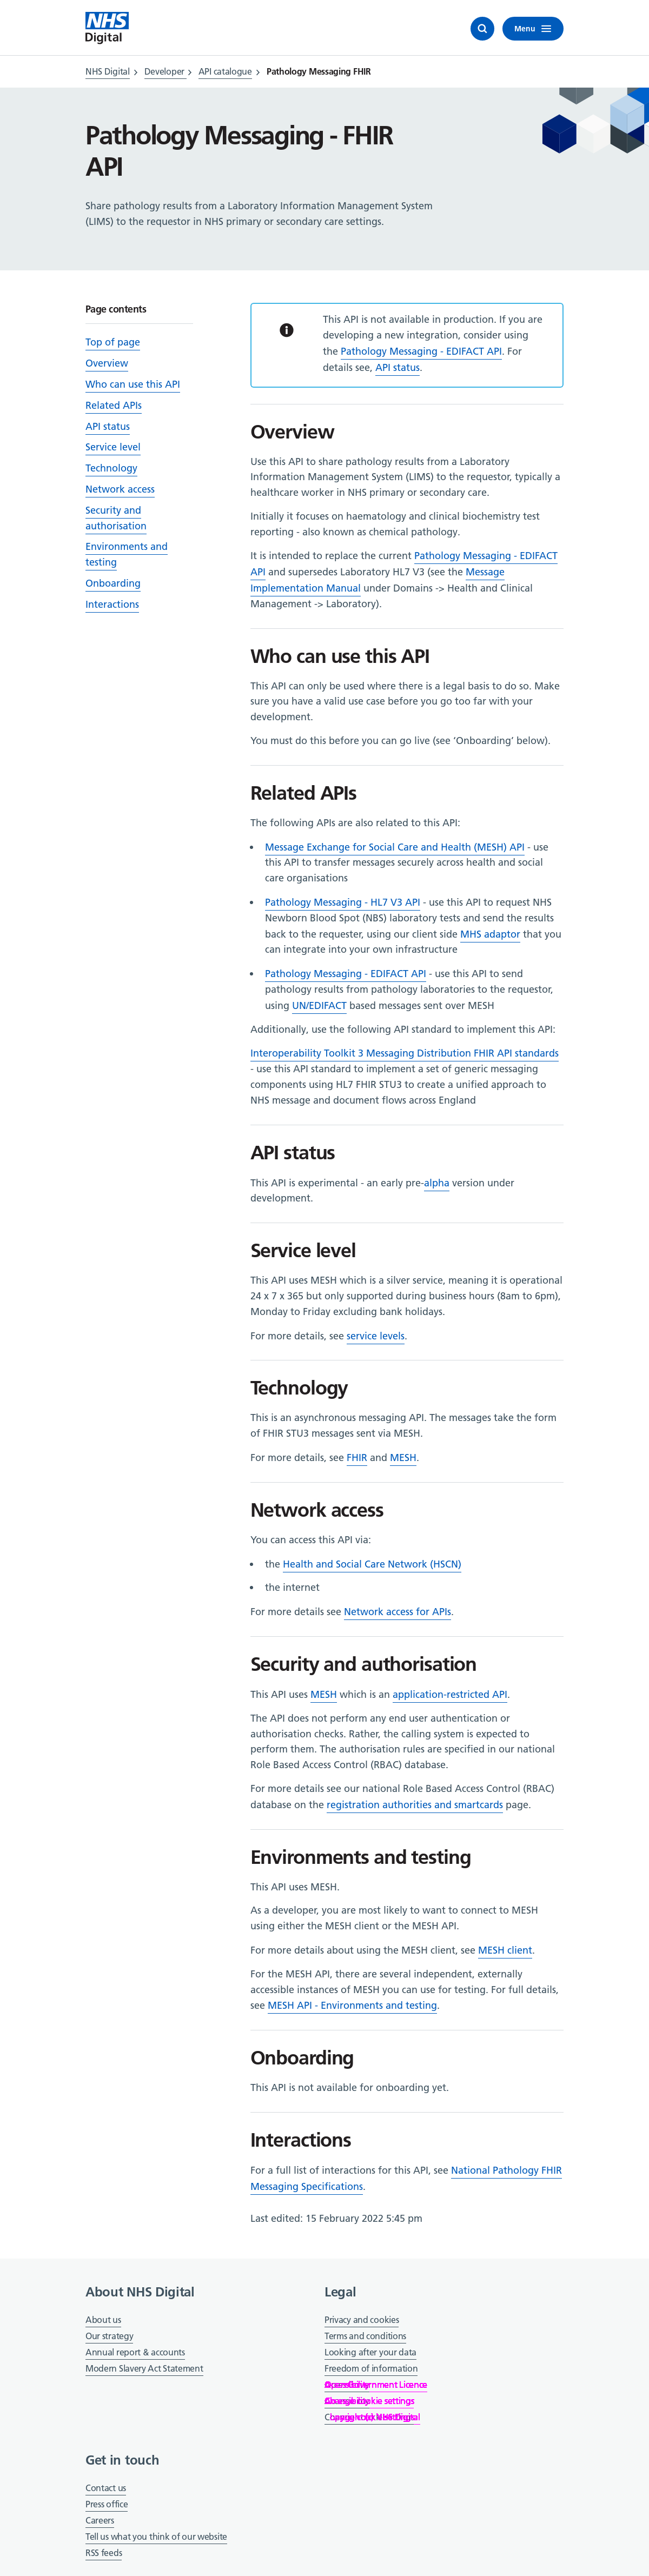 NHS
Digital
Menu
NHS Digital > Developer > API catalogue > Pathology Messaging FHIR
Pathology Messaging - FHIR
API
Share pathology results from a Laboratory Information Management System
(LIMS) to the requestor in NHS primary or secondary care settings.
Page contents
Top of page
Overview
Who can use this API
Related APIs
API status
Service level
Technology
Network access
Security and
authorisation
Environments and
testing
Onboarding
Interactions
This API is not available in production. If you are
developing a new integration, consider using
the Pathology Messaging - EDIFACT API. For
details see, API status.
Overview
Use this API to share pathology results from a Laboratory
Information Management System (LIMS) to the requestor, typically a
healthcare worker in NHS primary or secondary care.
Initially it focuses on haematology and clinical biochemistry test
reporting - also known as chemical pathology.
It is intended to replace the current Pathology Messaging - EDIFACT
API and supersedes Laboratory HL7 V3 (see the Message
Implementation Manual under Domains -> Health and Clinical
Management -> Laboratory).
Who can use this API
This API can only be used where there is a legal basis to do so. Make
sure you have a valid use case before you go too far with your
development.
You must do this before you can go live (see ‘Onboarding’ below).
Related APIs
The following APIs are also related to this API:
• Message Exchange for Social Care and Health (MESH) API - use
this API to transfer messages securely across health and social
care organisations
• Pathology Messaging - HL7 V3 API - use this API to request NHS
Newborn Blood Spot (NBS) laboratory tests and send the results
back to the requester, using our client side MHS adaptor that you
can integrate into your own infrastructure
• Pathology Messaging - EDIFACT API - use this API to send
pathology results from pathology laboratories to the requestor,
using UN/EDIFACT based messages sent over MESH
Additionally, use the following API standard to implement this API:
Interoperability Toolkit 3 Messaging Distribution FHIR API standards
- use this API standard to implement a set of generic messaging
components using HL7 FHIR STU3 to create a unified approach to
NHS message and document flows across England
API status
This API is experimental - an early pre-alpha version under
development.
Service level
This API uses MESH which is a silver service, meaning it is operational
24 x 7 x 365 but only supported during business hours (8am to 6pm),
Monday to Friday excluding bank holidays.
For more details, see service levels.
Technology
This is an asynchronous messaging API. The messages take the form
of FHIR STU3 messages sent via MESH.
For more details, see FHIR and MESH.
Network access
You can access this API via:
• the Health and Social Care Network (HSCN)
• the internet
For more details see Network access for APIs.
Security and authorisation
This API uses MESH which is an application-restricted API.
The API does not perform any end user authentication or
authorisation checks. Rather, the calling system is expected to
perform them. The authorisation rules are specified in our national
Role Based Access Control (RBAC) database.
For more details see our national Role Based Access Control (RBAC)
database on the registration authorities and smartcards page.
Environments and testing
This API uses MESH.
As a developer, you are most likely to want to connect to MESH
using either the MESH client or the MESH API.
For more details about using the MESH client, see MESH client.
For the MESH API, there are several independent, externally
accessible instances of MESH you can use for testing. For full details,
see MESH API - Environments and testing.
Onboarding
This API is not available for onboarding yet.
Interactions
For a full list of interactions for this API, see National Pathology FHIR
Messaging Specifications.
Last edited: 15 February 2022 5:45 pm
About NHS Digital
About us
Our strategy
Annual report & accounts
Modern Slavery Act Statement
Legal
Privacy and cookies
Terms and conditions
Looking after your data
Freedom of information
Get in touch
Contact us
Press office
Careers
Tell us what you think of our website
RSS feeds